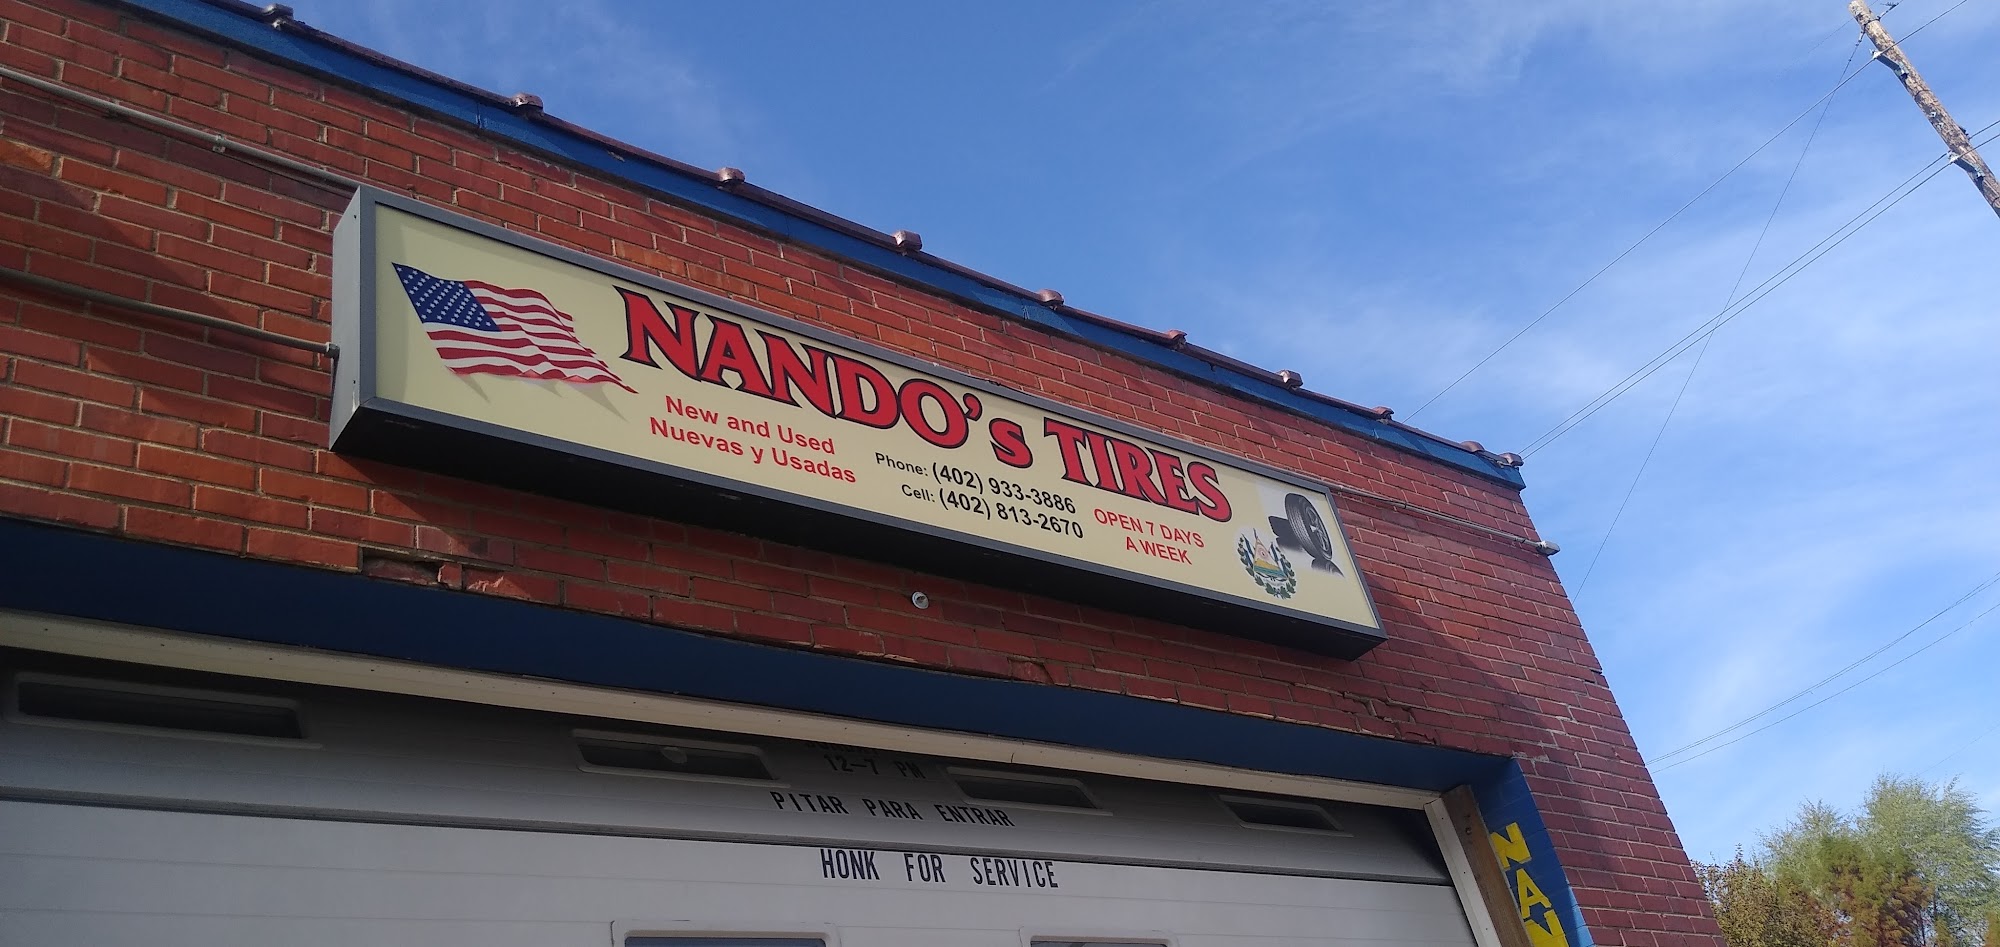 NANDO's TIRES
New and Used
Nuevas y Usadas
Phone: (402) 933-3886
Cell: (402) 813-2670
OPEN 7 DAYS
A WEEK
12-7 PM
PITAR PARA ENTRAR
HONK FOR SERVICE